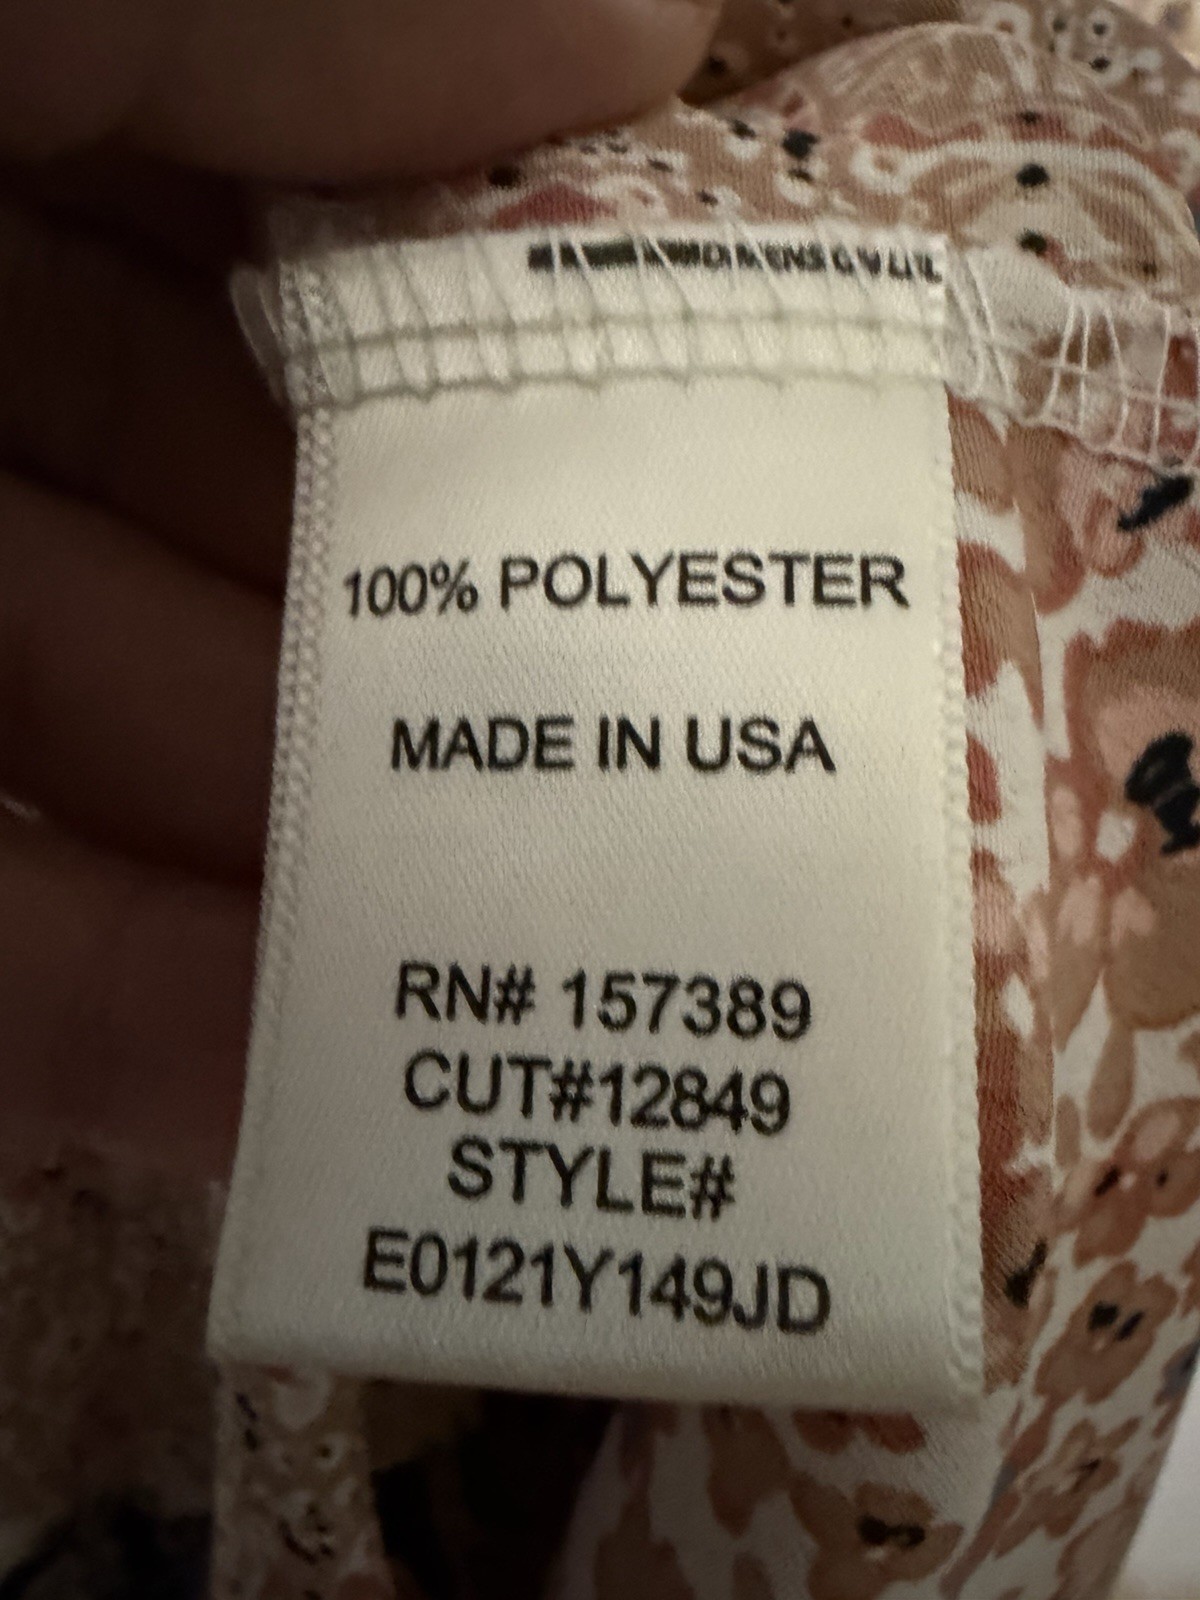 100% POLYESTER
MADE IN USA
RN# 157389
CUT#12849
STYLE#
E0121Y149JD